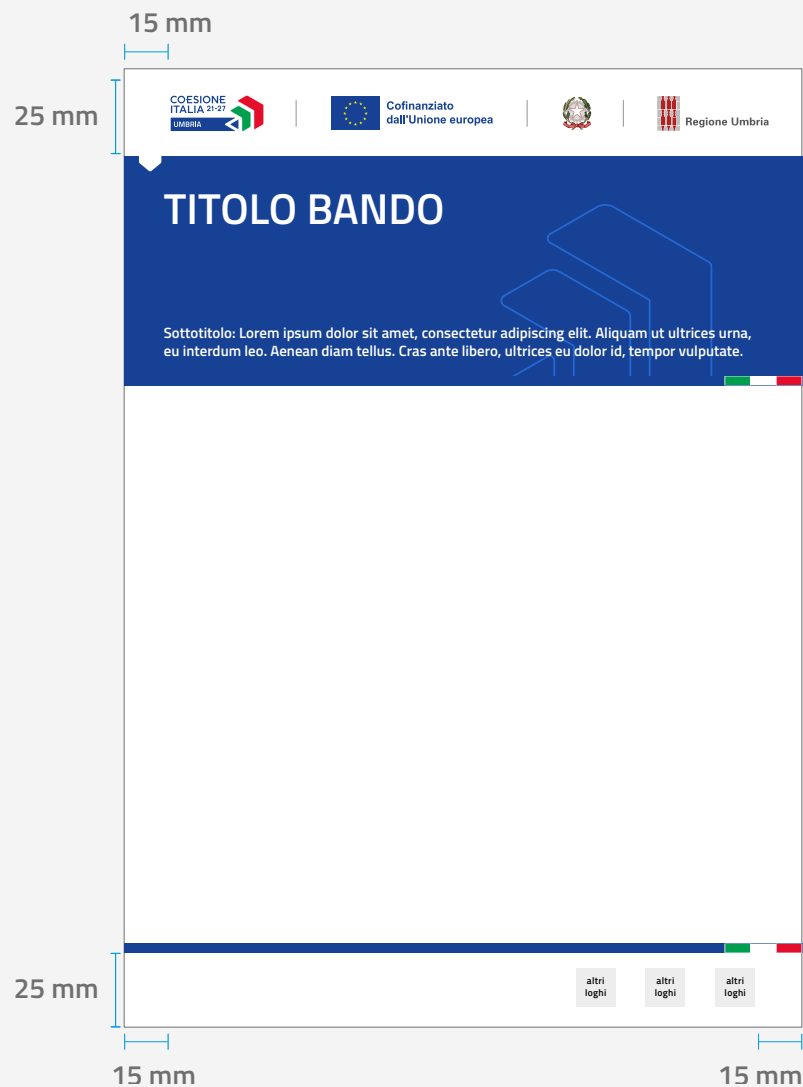 15 mm
25 mm
COESIONE
ITALIA 21-27
UMBRIA
Cofinanziato
dall'Unione europea
Regione Umbria
TITOLO BANDO
Sottotitolo: Lorem ipsum dolor sit amet, consectetur adipiscing elit. Aliquam ut ultrices urna,
eu interdum leo. Aenean diam tellus. Cras ante libero, ultrices eu dolor id, tempor vulputate.
25 mm
altri
loghi
altri
loghi
altri
loghi
15 mm
15 mm